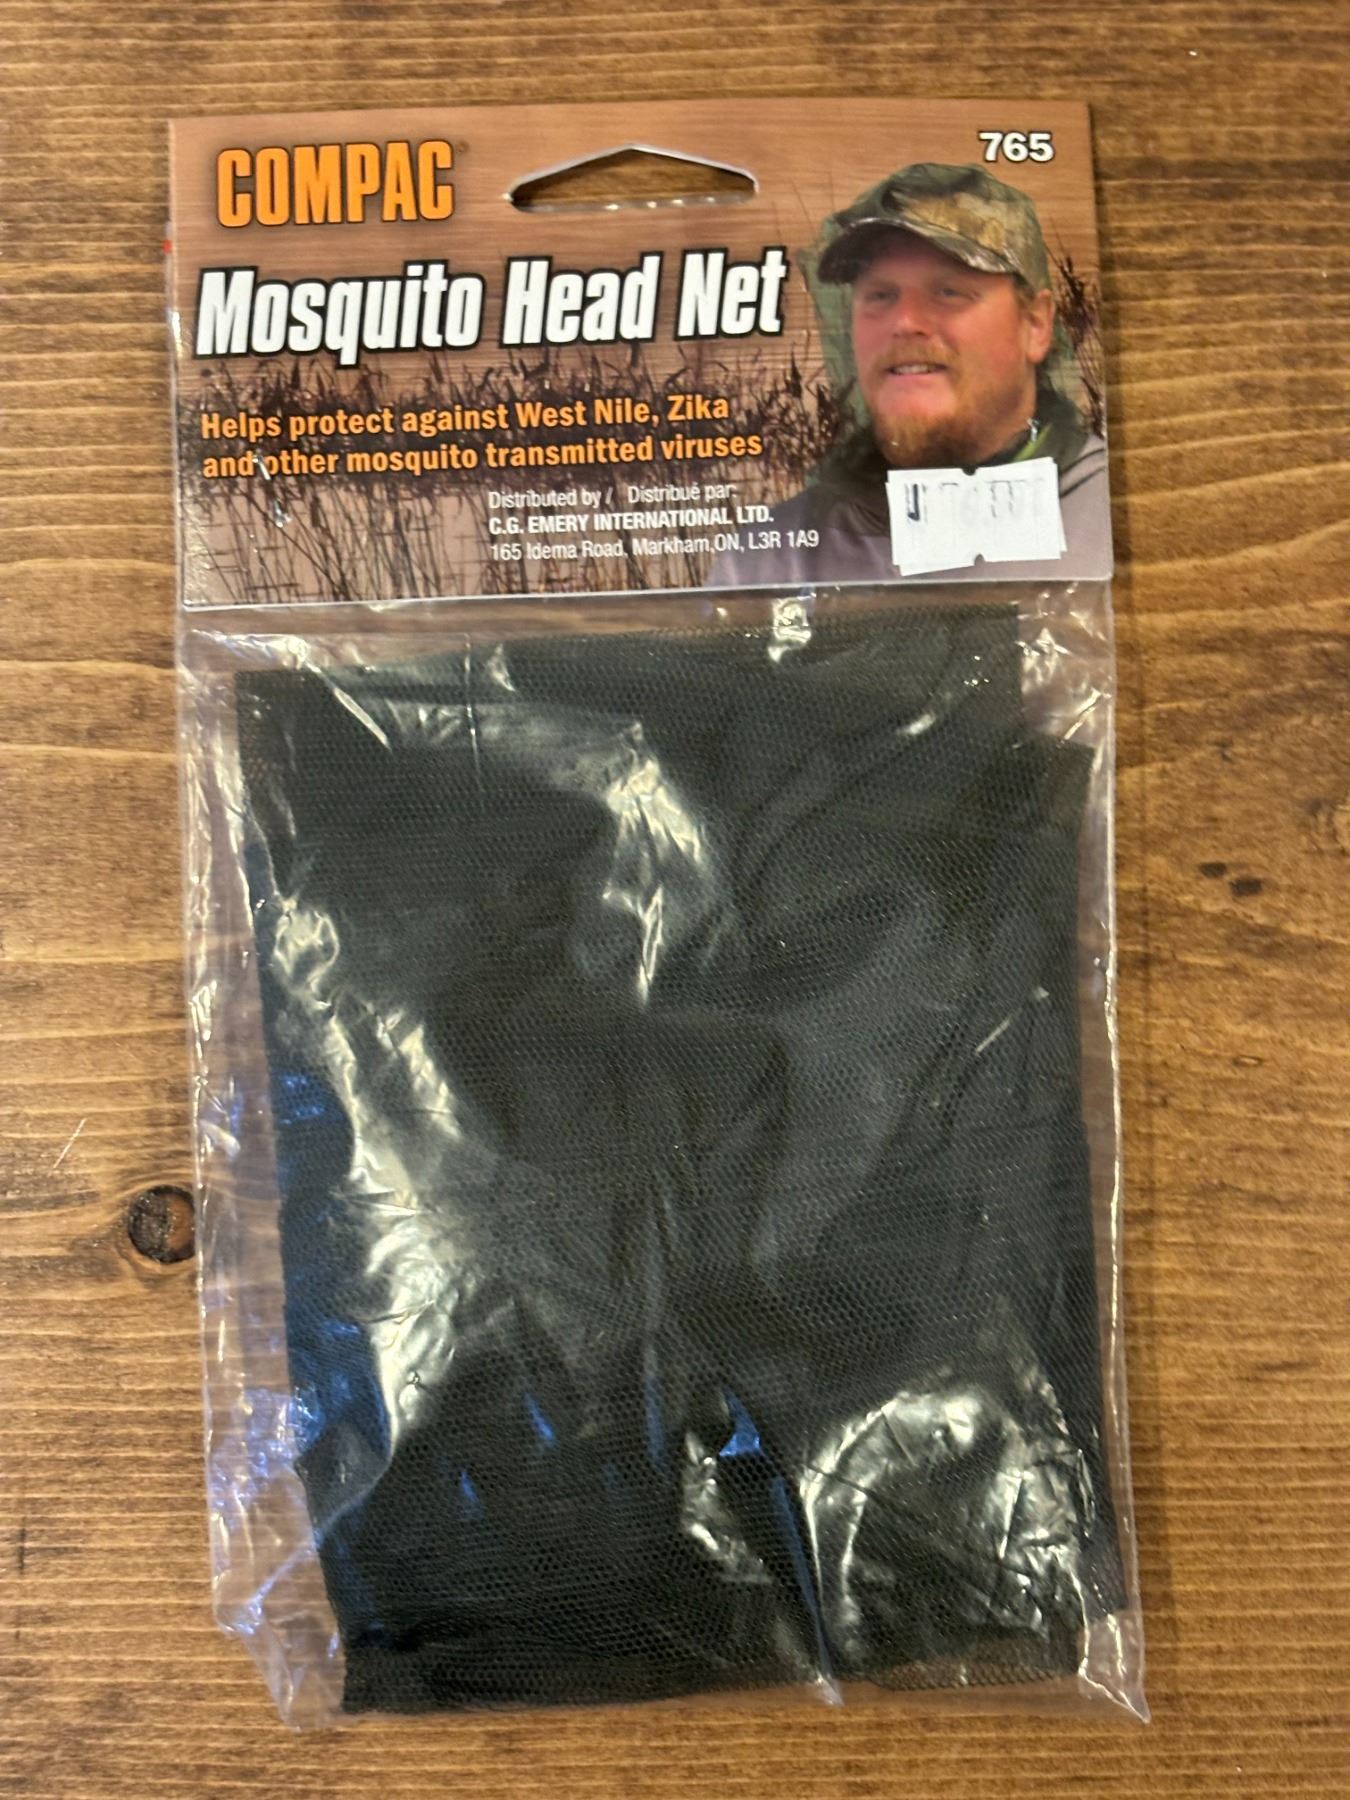 COMPAC®
765
Mosquito Head Net
Helps protect against West Nile, Zika
and other mosquito transmitted viruses
Distributed by / Distribué par:
C.G. EMERY INTERNATIONAL LTD.
165 Idema Road, Markham,ON, L3R 1A9